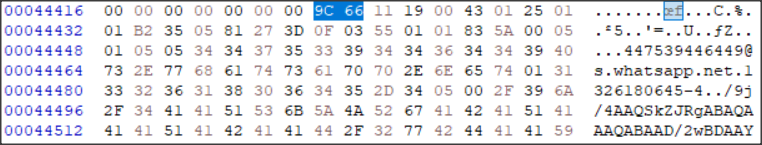 00044416 00 00 00 00 00 00 00 9C 66 11 19 00 43 01 25 01 .......œf...C.%.
00044432 01 B2 35 05 81 27 3D 0F 03 55 01 01 83 5A 00 05 .²5..'=..U..ƒZ..
00044448 01 05 05 34 34 37 35 33 39 34 34 36 34 34 39 40 ...447539446449@
00044464 73 2E 77 68 61 74 73 61 70 70 2E 6E 65 74 01 31 s.whatsapp.net.1
00044480 33 32 36 31 38 30 36 34 35 2D 34 05 00 2F 39 6A 326180645-4../9j
00044496 2F 34 41 41 51 53 6B 5A 4A 52 67 41 42 41 51 41 /4AAQSkZJRgABAQA
00044512 41 41 51 41 42 41 41 44 2F 32 77 42 44 41 41 59 AAQABAAD/2wBDAAY